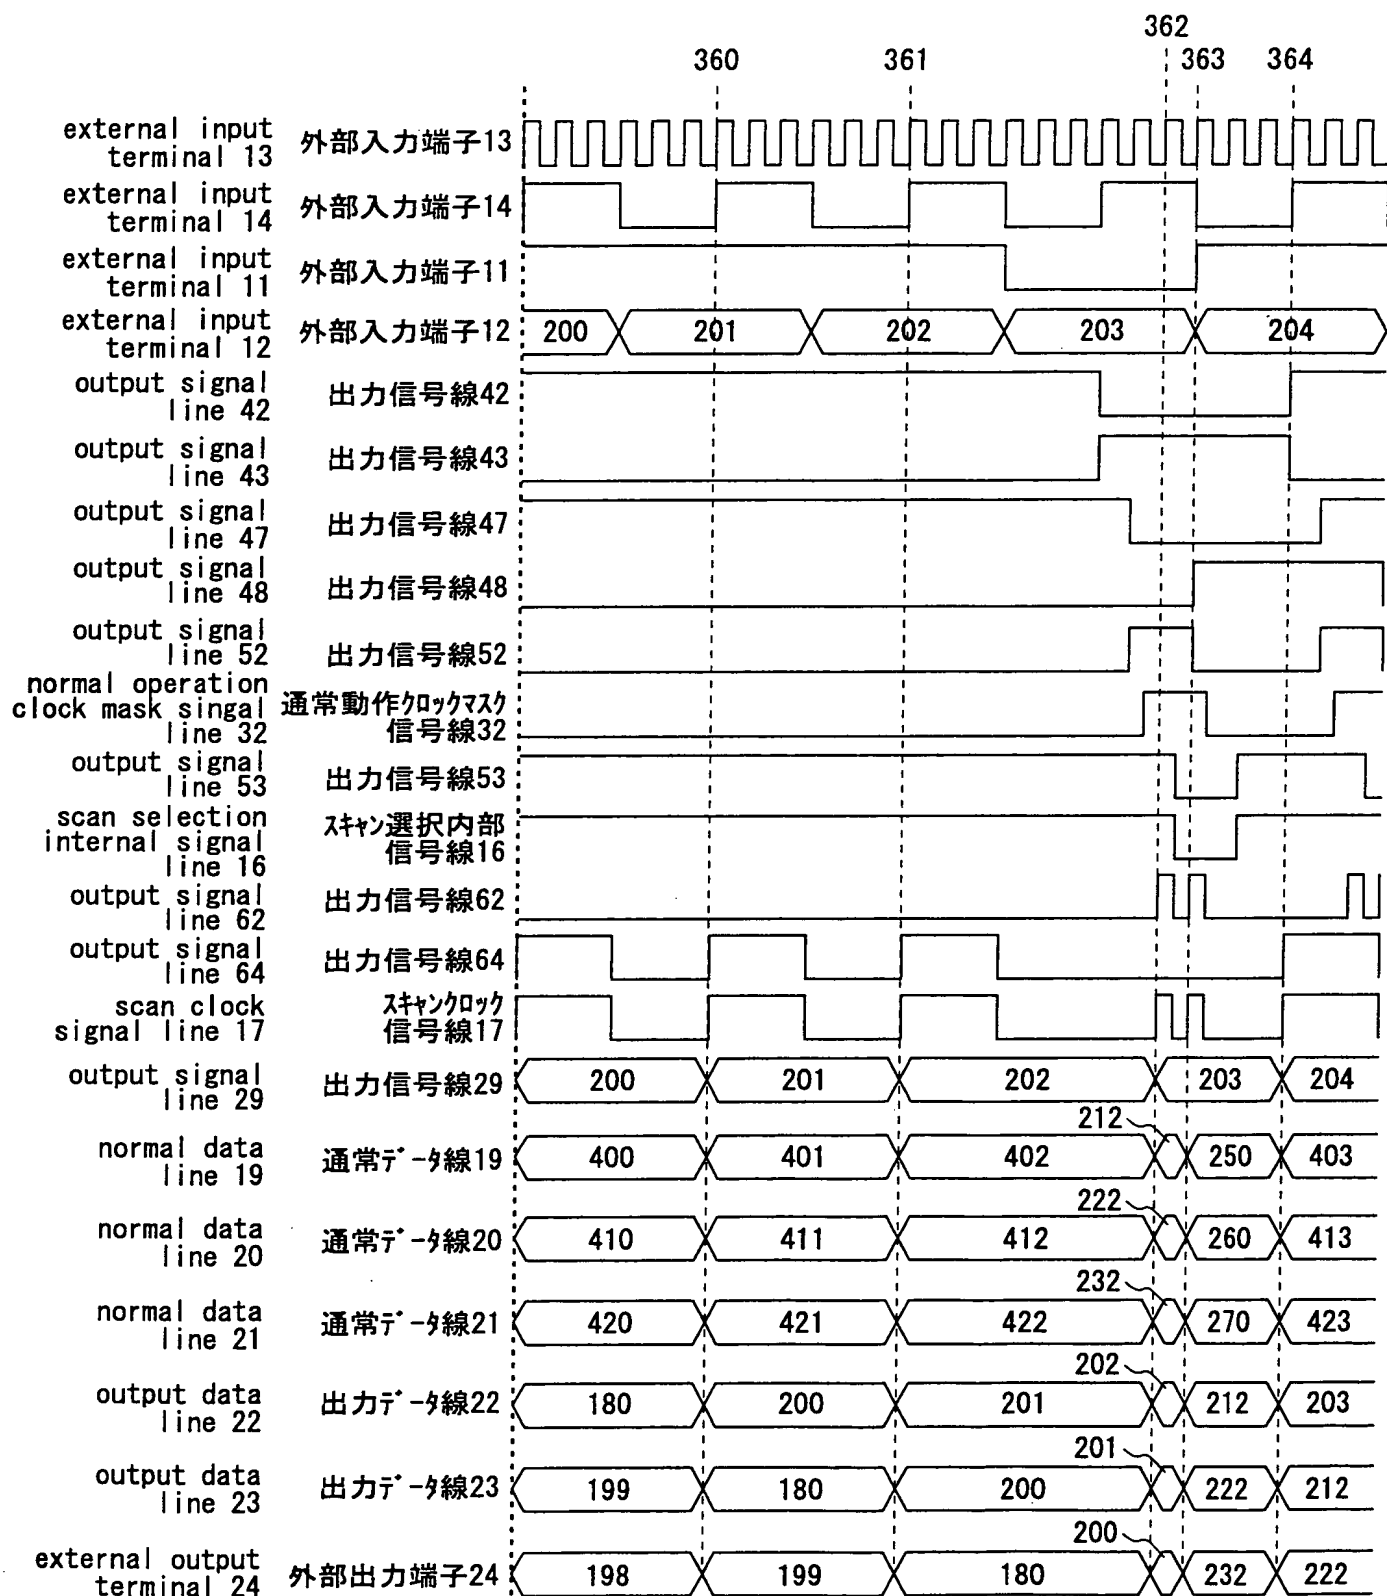 362
360
361
363
364
external input
terminal 13
外部入力端子13
external input
terminal 14
外部入力端子14
external input
terminal 11
外部入力端子11
external input
terminal 12
外部入力端子12
200
201
202
203
204
output signal
line 42
出力信号線42
output signal
line 43
出力信号線43
output signal
line 47
出力信号線47
output signal
line 48
出力信号線48
output signal
line 52
出力信号線52
normal operation
clock mask singal
line 32
通常動作クロックマスク
信号線32
output signal
line 53
出力信号線53
scan selection
internal signal
line 16
スキャン選択内部
信号線16
output signal
line 62
出力信号線62
output signal
line 64
出力信号線64
scan clock
signal line 17
スキャンクロック
信号線17
output signal
line 29
出力信号線29
200
201
202
203
204
212
normal data
line 19
通常データ線19
400
401
402
250
403
222
normal data
line 20
通常データ線20
410
411
412
260
413
232
normal data
line 21
通常データ線21
420
421
422
270
423
202
output data
line 22
出力データ線22
180
200
201
212
203
201
output data
line 23
出力データ線23
199
180
200
222
212
200
external output
terminal 24
外部出力端子24
198
199
180
232
222